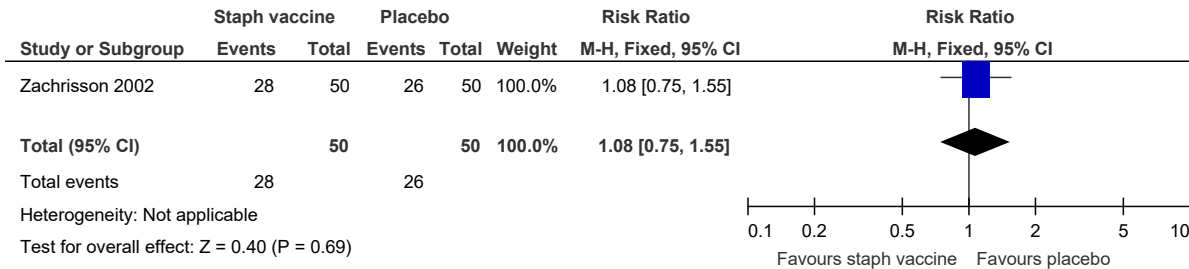 Staph vaccine Placebo Risk Ratio Risk Ratio
Study or Subgroup Events Total Events Total Weight M-H, Fixed, 95% CI M-H, Fixed, 95% CI
Zachrisson 2002 28 50 26 50 100.0% 1.08 [0.75, 1.55]
Total (95% CI) 50 50 100.0% 1.08 [0.75, 1.55]
Total events 28 26
Heterogeneity: Not applicable
Test for overall effect: Z = 0.40 (P = 0.69)
0.1 0.2 0.5 1 2 5 10
Favours staph vaccine Favours placebo